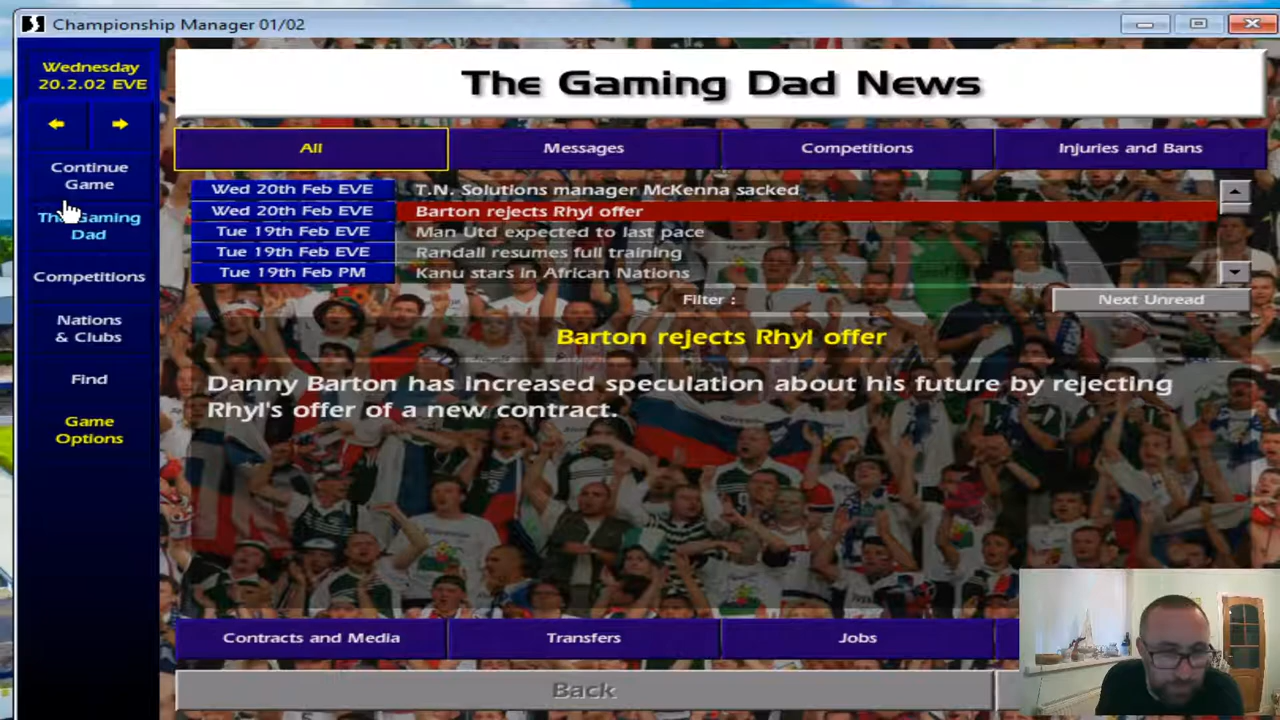 Championship Manager 01/02
Wednesday
20.2.02 EVE
Continue
Game
The Gaming
Dad
Competitions
Nations
& Clubs
Find
Game
Options
The Gaming Dad News
All
Messages
Competitions
Injuries and Bans
Wed 20th Feb EVE T.N. Solutions manager McKenna sacked
Wed 20th Feb EVE Barton rejects Rhyl offer
Tue 19th Feb EVE Man Utd expected to last pace
Tue 19th Feb EVE Randall resumes full training
Tue 19th Feb PM Kanu stars in African Nations
Filter :
Next Unread
Barton rejects Rhyl offer
Danny Barton has increased speculation about his future by rejecting
Rhyl's offer of a new contract.
Contracts and Media
Transfers
Jobs
Back